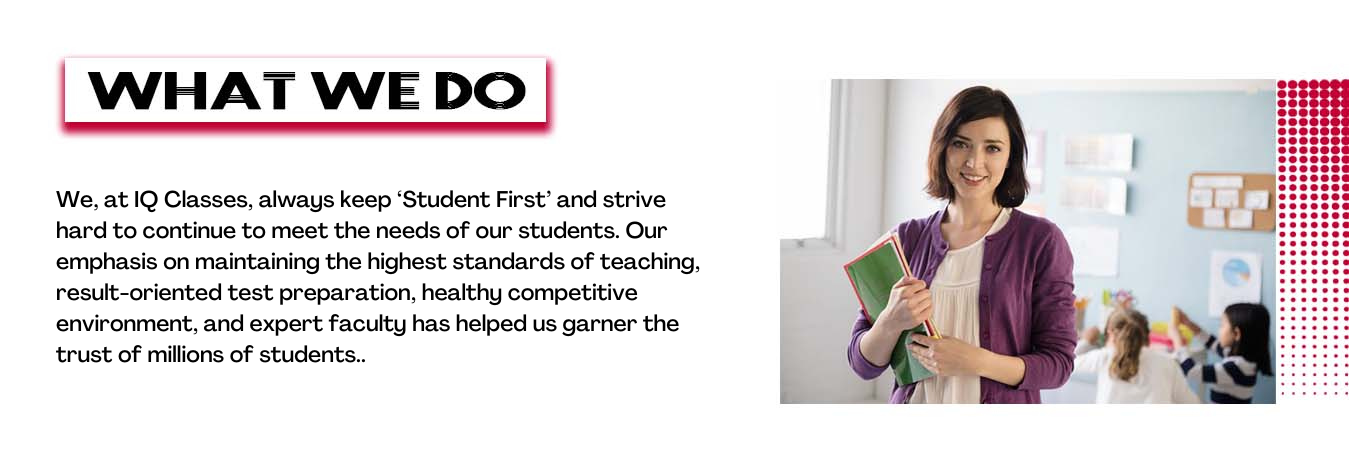 WHAT WE DO
We, at IQ Classes, always keep ‘Student First’ and strive
hard to continue to meet the needs of our students. Our
emphasis on maintaining the highest standards of teaching,
result-oriented test preparation, healthy competitive
environment, and expert faculty has helped us garner the
trust of millions of students..